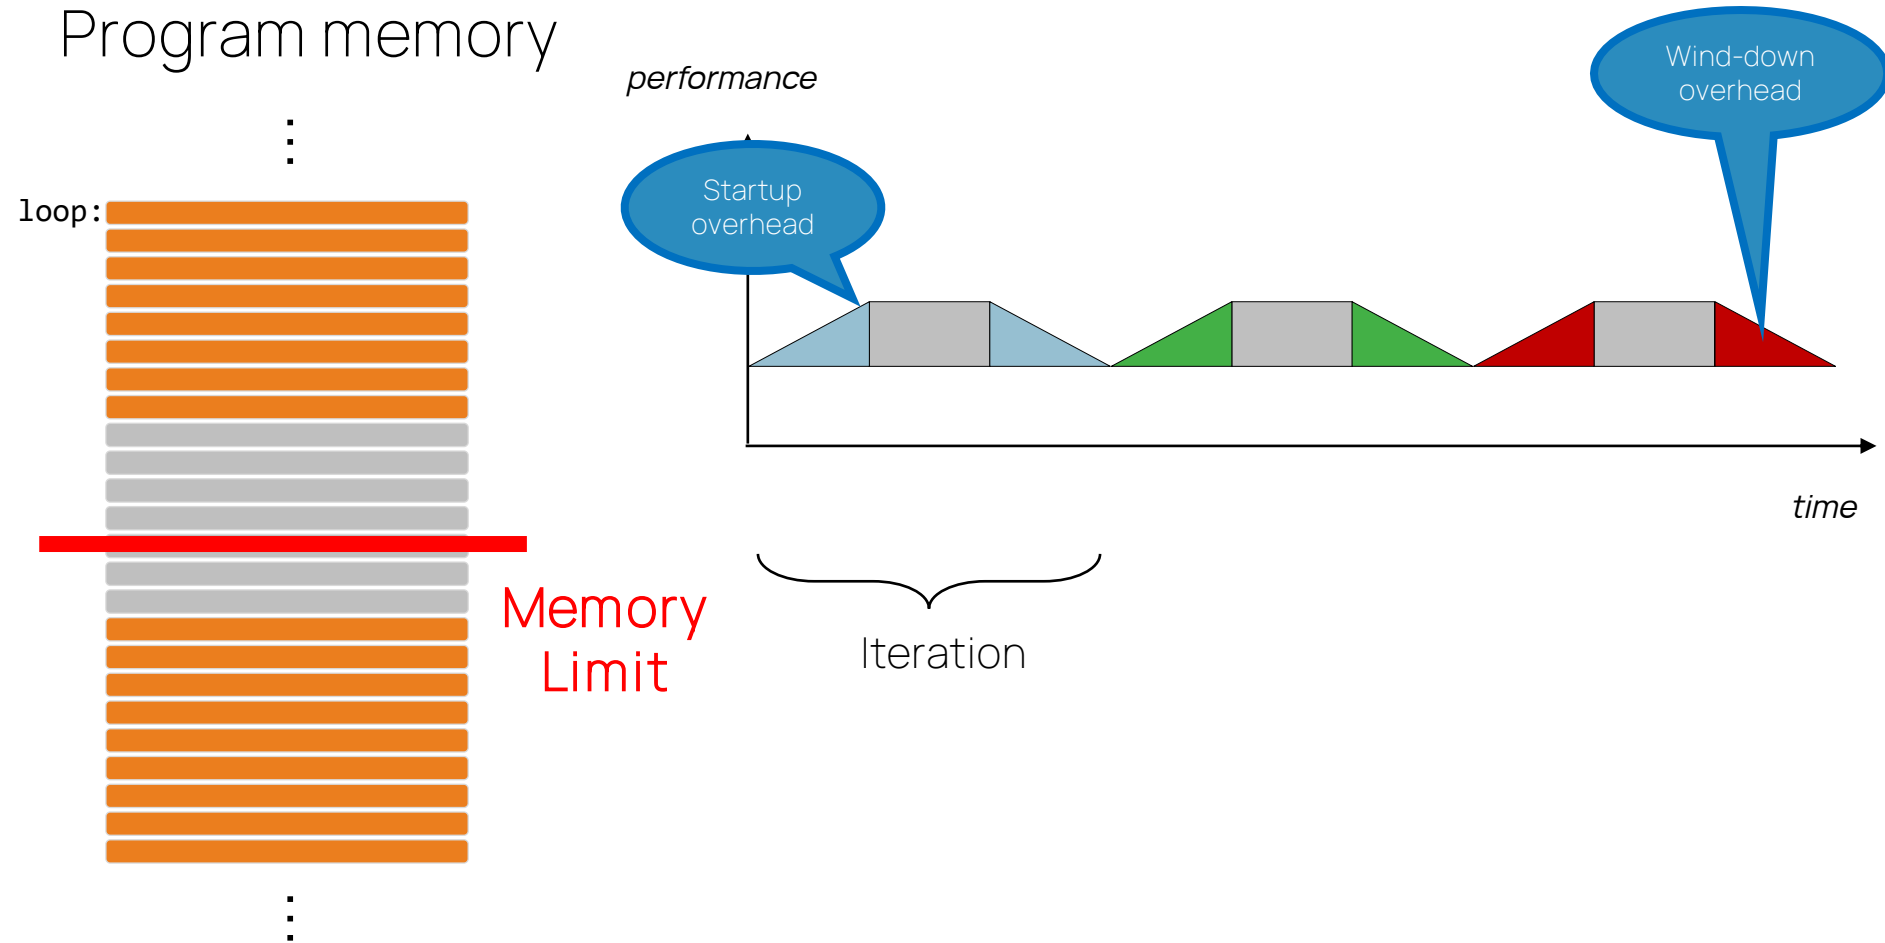 Program memory
performance
Wind-down
overhead
Startup
overhead
loop:
time
Memory
Limit
Iteration